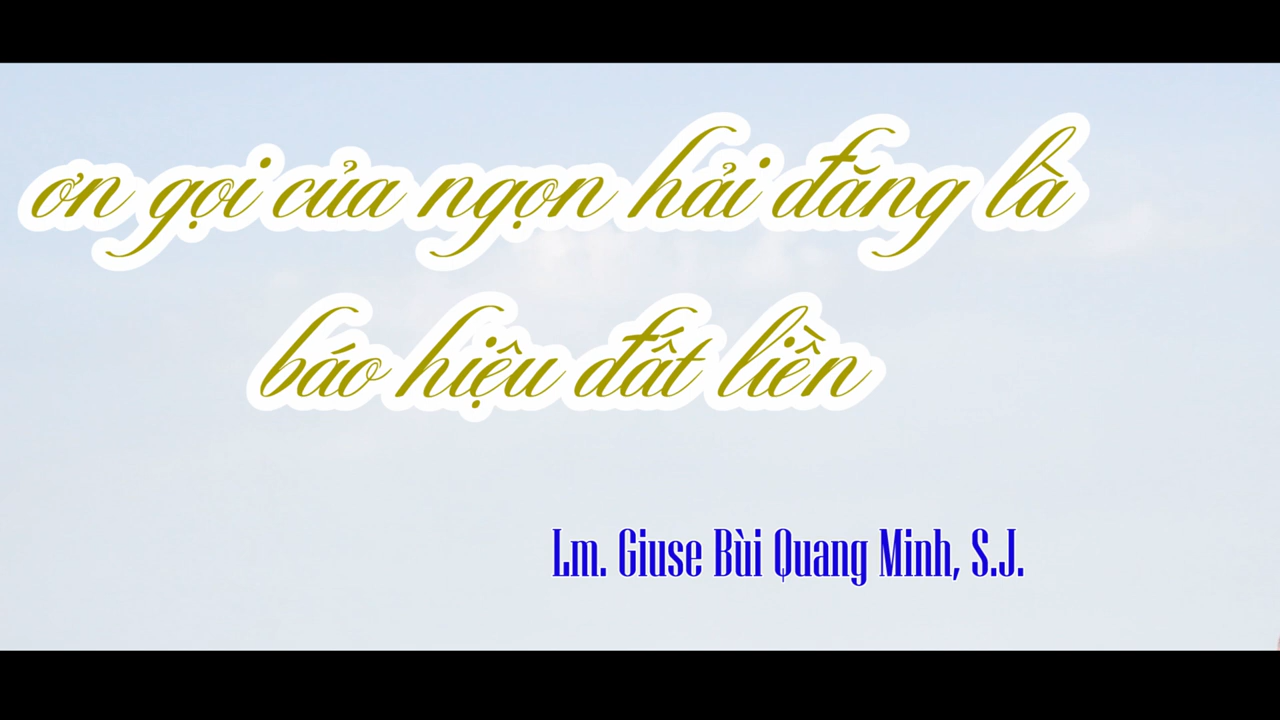 ơn gọi của ngọn hải đăng là
báo hiệu đất liền
Lm. Giuse Bùi Quang Minh, S.J.